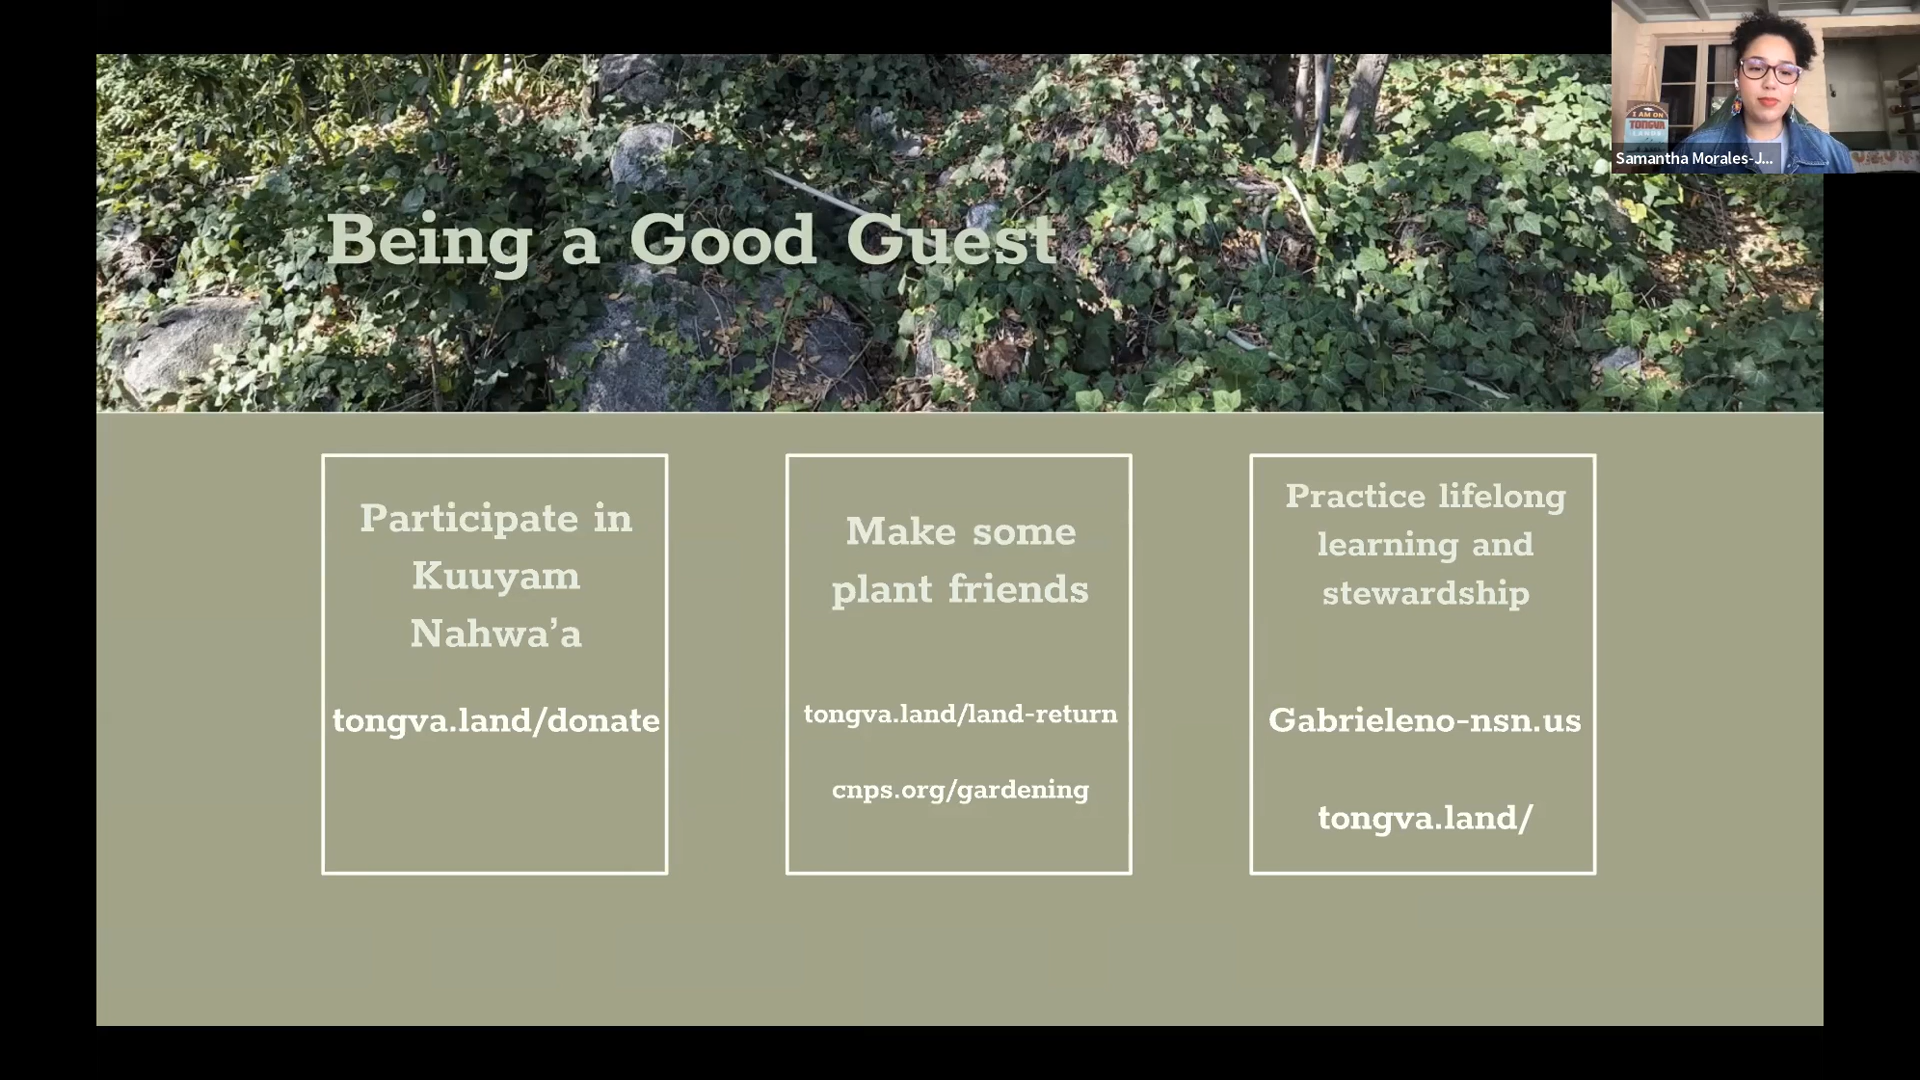 I AM ON
TONGVA
LANDS
Samantha Morales-J...
Being a Good Guest
Participate in
Kuuyam
Nahwa’a
tongva.land/donate
Make some
plant friends
tongva.land/land-return
cnps.org/gardening
Practice lifelong
learning and
stewardship
Gabrieleno-nsn.us
tongva.land/